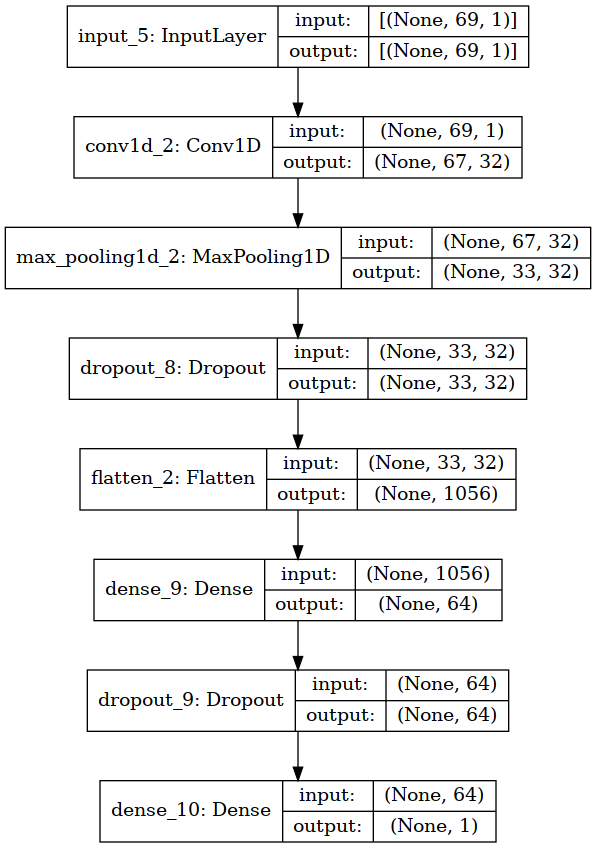 input_5: InputLayer
input: [(None, 69, 1)]
output: [(None, 69, 1)]
conv1d_2: Conv1D
input: (None, 69, 1)
output: (None, 67, 32)
max_pooling1d_2: MaxPooling1D
input: (None, 67, 32)
output: (None, 33, 32)
dropout_8: Dropout
input: (None, 33, 32)
output: (None, 33, 32)
flatten_2: Flatten
input: (None, 33, 32)
output: (None, 1056)
dense_9: Dense
input: (None, 1056)
output: (None, 64)
dropout_9: Dropout
input: (None, 64)
output: (None, 64)
dense_10: Dense
input: (None, 64)
output: (None, 1)